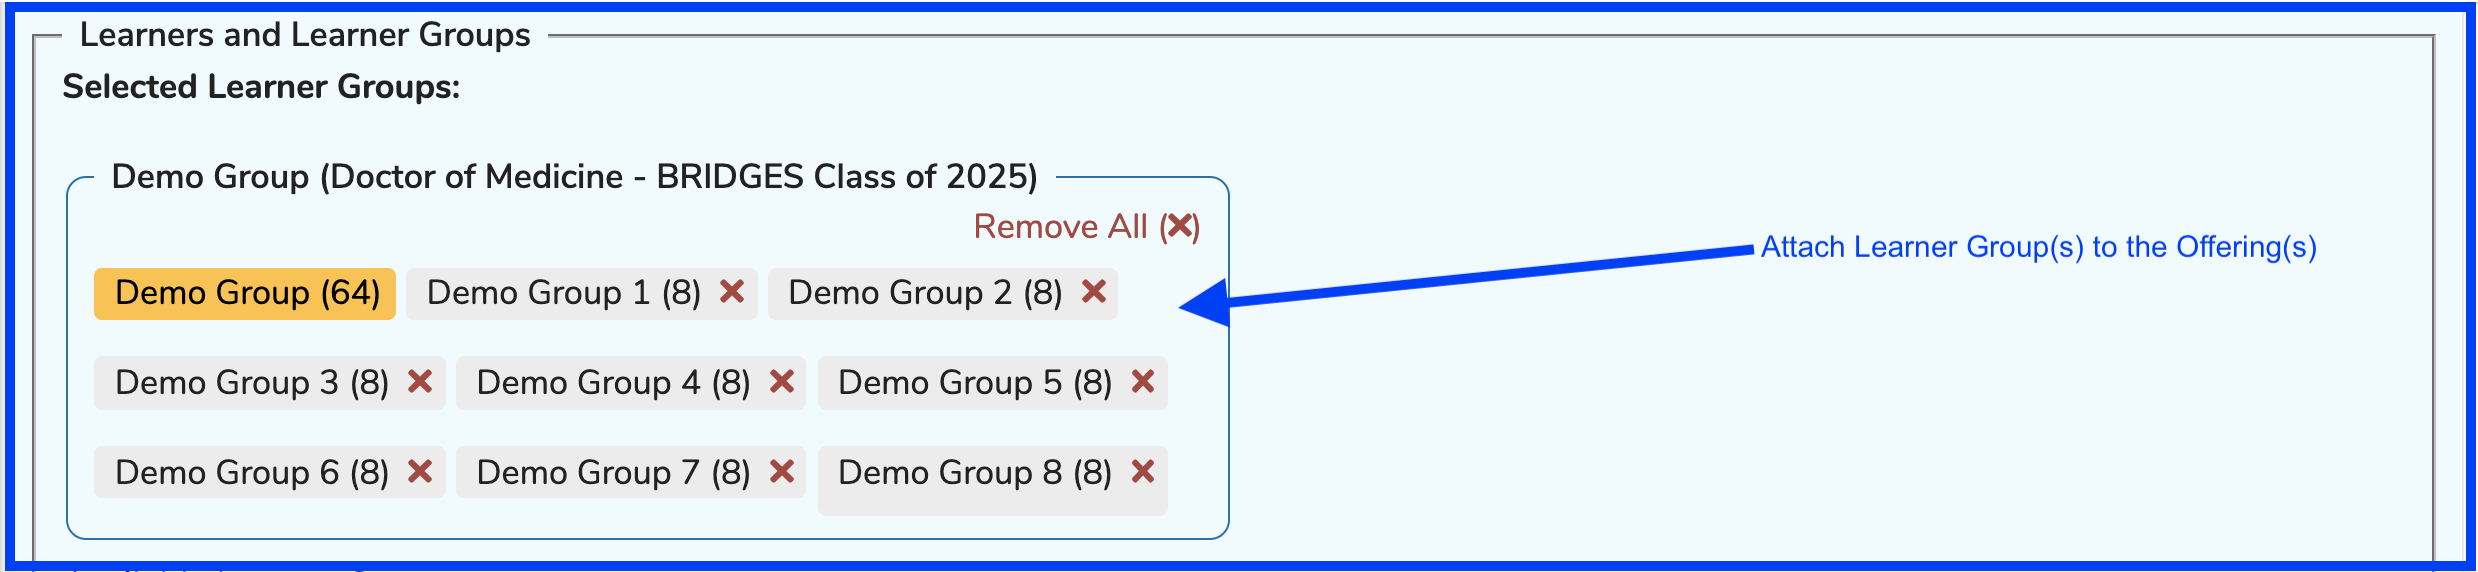 Learners and Learner Groups
Selected Learner Groups:
Demo Group (Doctor of Medicine - BRIDGES Class of 2025)
Remove All (✖)
Attach Learner Group(s) to the Offering(s)
Demo Group (64) Demo Group 1 (8) ✖ Demo Group 2 (8) ✖
Demo Group 3 (8) ✖ Demo Group 4 (8) ✖ Demo Group 5 (8) ✖
Demo Group 6 (8) ✖ Demo Group 7 (8) ✖ Demo Group 8 (8) ✖